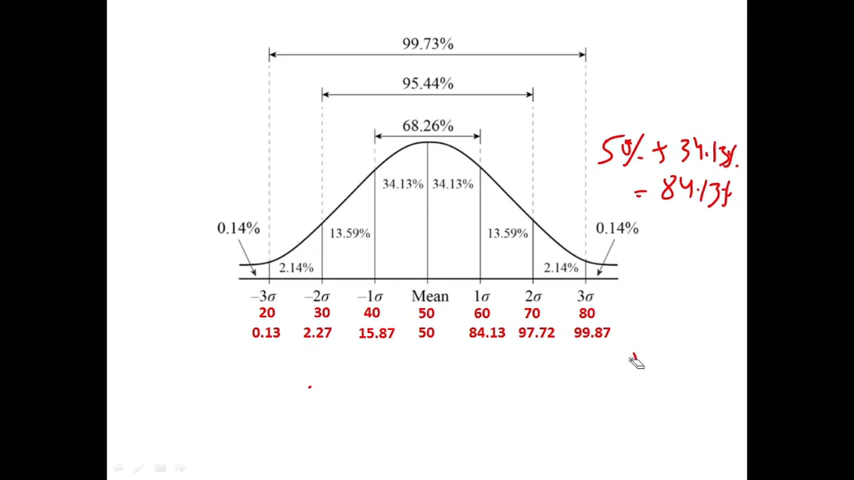 99.73%
95.44%
68.26%
50% + 34.13%
= 84.13%
34.13% 34.13%
13.59% 13.59%
0.14% 0.14%
2.14% 2.14%
−3σ −2σ −1σ Mean 1σ 2σ 3σ
20 30 40 50 60 70 80
0.13 2.27 15.87 50 84.13 97.72 99.87